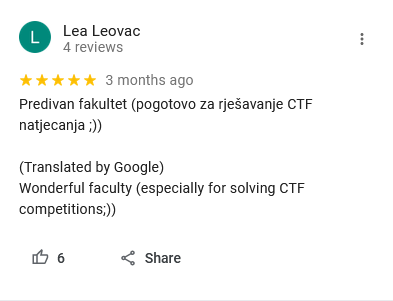 L
Lea Leovac
4 reviews
3 months ago
Predivan fakultet (pogotovo za rješavanje CTF
natjecanja ;))
(Translated by Google)
Wonderful faculty (especially for solving CTF
competitions;))
6
Share